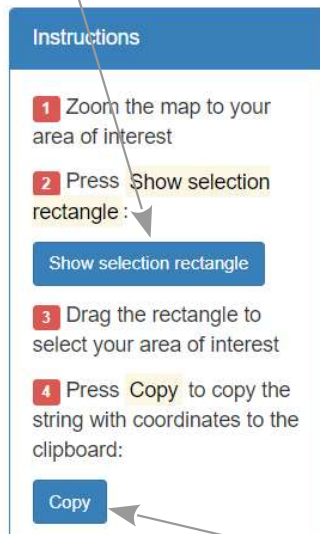 Instructions
1 Zoom the map to your
area of interest
2 Press Show selection
rectangle :
Show selection rectangle
3 Drag the rectangle to
select your area of interest
4 Press Copy to copy the
string with coordinates to the
clipboard:
Copy